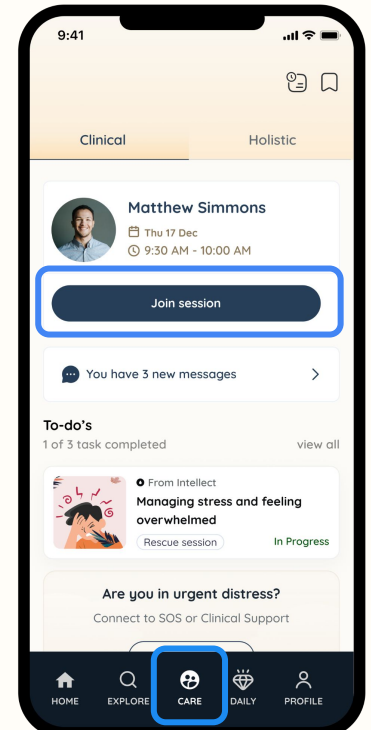 9:41
Clinical
Holistic
Matthew Simmons
Thu 17 Dec
9:30 AM - 10:00 AM
Join session
You have 3 new messages
To-do's
1 of 3 task completed
view all
From Intellect
Managing stress and feeling
overwhelmed
Rescue session
In Progress
Are you in urgent distress?
Connect to SOS or Clinical Support
HOME
EXPLORE
CARE
DAILY
PROFILE